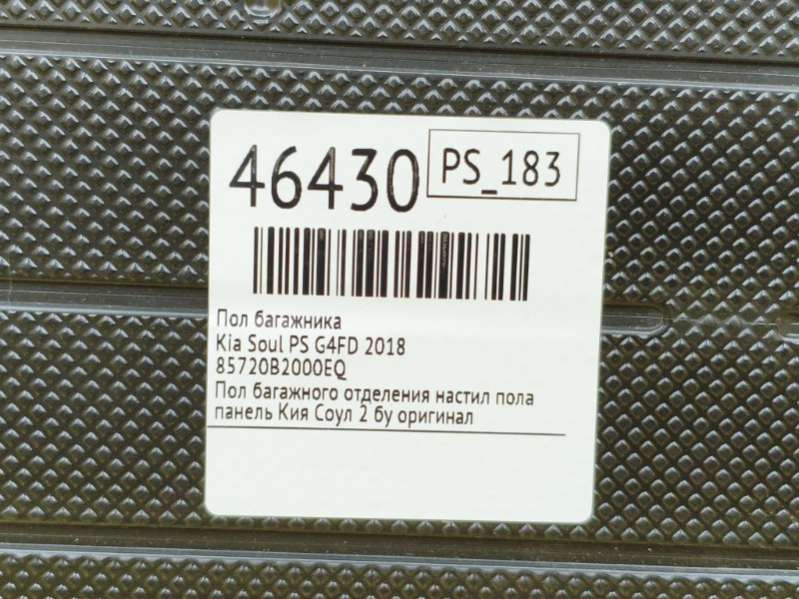 46430
PS_183
Пол багажника
Kia Soul PS G4FD 2018
85720B2000EQ
Пол багажного отделения настил пола
панель Кия Соул 2 бу оригинал